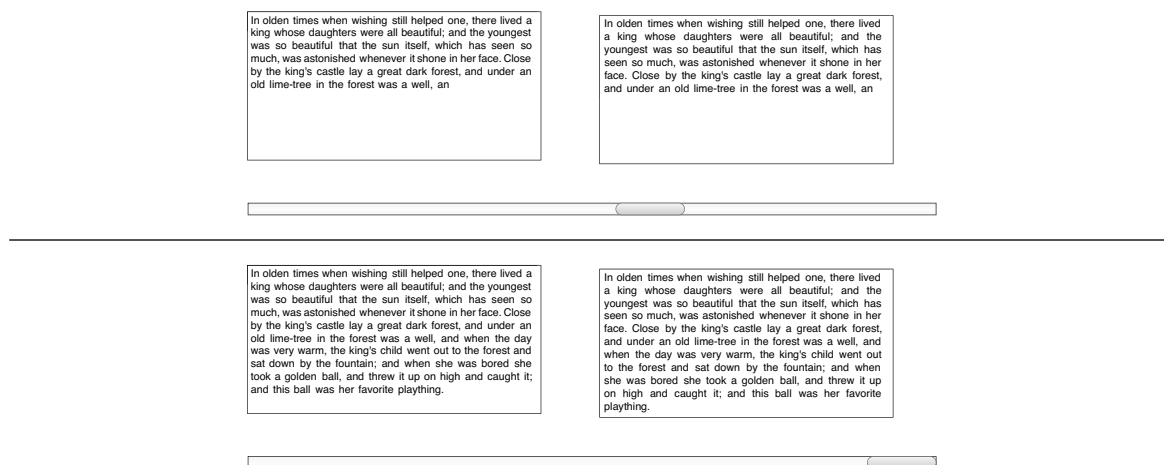 In olden times when wishing still helped one, there lived a
king whose daughters were all beautiful; and the youngest
was so beautiful that the sun itself, which has seen so
much, was astonished whenever it shone in her face. Close
by the king's castle lay a great dark forest, and under an
old lime-tree in the forest was a well, an
In olden times when wishing still helped one, there lived
a king whose daughters were all beautiful; and the
youngest was so beautiful that the sun itself, which has
seen so much, was astonished whenever it shone in her
face. Close by the king's castle lay a great dark forest,
and under an old lime-tree in the forest was a well, an
In olden times when wishing still helped one, there lived a
king whose daughters were all beautiful; and the youngest
was so beautiful that the sun itself, which has seen so
much, was astonished whenever it shone in her face. Close
by the king's castle lay a great dark forest, and under an
old lime-tree in the forest was a well, and when the day
was very warm, the king's child went out to the forest and
sat down by the fountain; and when she was bored she
took a golden ball, and threw it up on high and caught it;
and this ball was her favorite plaything.
In olden times when wishing still helped one, there lived
a king whose daughters were all beautiful; and the
youngest was so beautiful that the sun itself, which has
seen so much, was astonished whenever it shone in her
face. Close by the king's castle lay a great dark forest,
and under an old lime-tree in the forest was a well, and
when the day was very warm, the king's child went out
to the forest and sat down by the fountain; and when
she was bored she took a golden ball, and threw it up
on high and caught it; and this ball was her favorite
plaything.